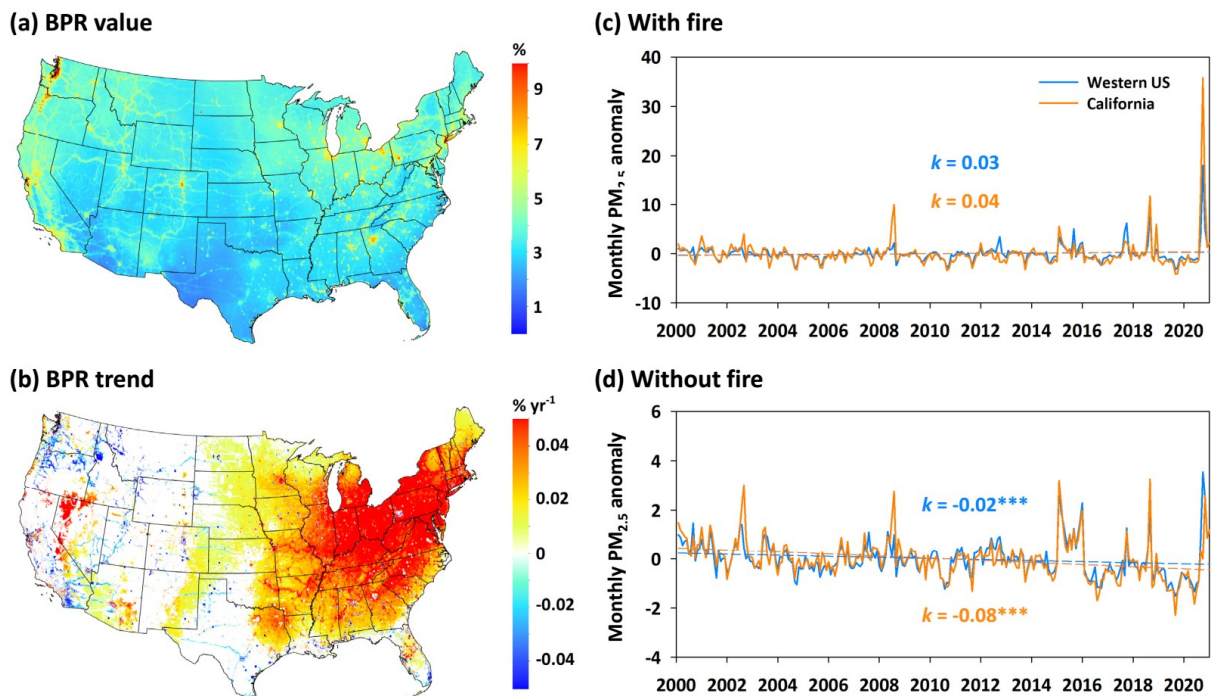 (a) BPR value
%
9
7
5
3
1
(b) BPR trend
% yr⁻¹
0.04
0.02
0
-0.02
-0.04
(c) With fire
Monthly PM₂.₅ anomaly
40
30
20
10
0
-10
Western US
California
k = 0.03
k = 0.04
2000 2002 2004 2006 2008 2010 2012 2014 2016 2018 2020
(d) Without fire
Monthly PM₂.₅ anomaly
6
4
2
0
-2
-4
k = -0.02***
k = -0.08***
2000 2002 2004 2006 2008 2010 2012 2014 2016 2018 2020